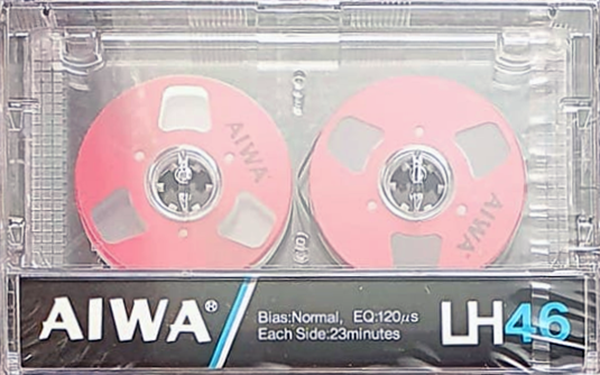 AIWA
AIWA
AIWA®
Bias:Normal, EQ:120µs
Each Side:23minutes
LH46